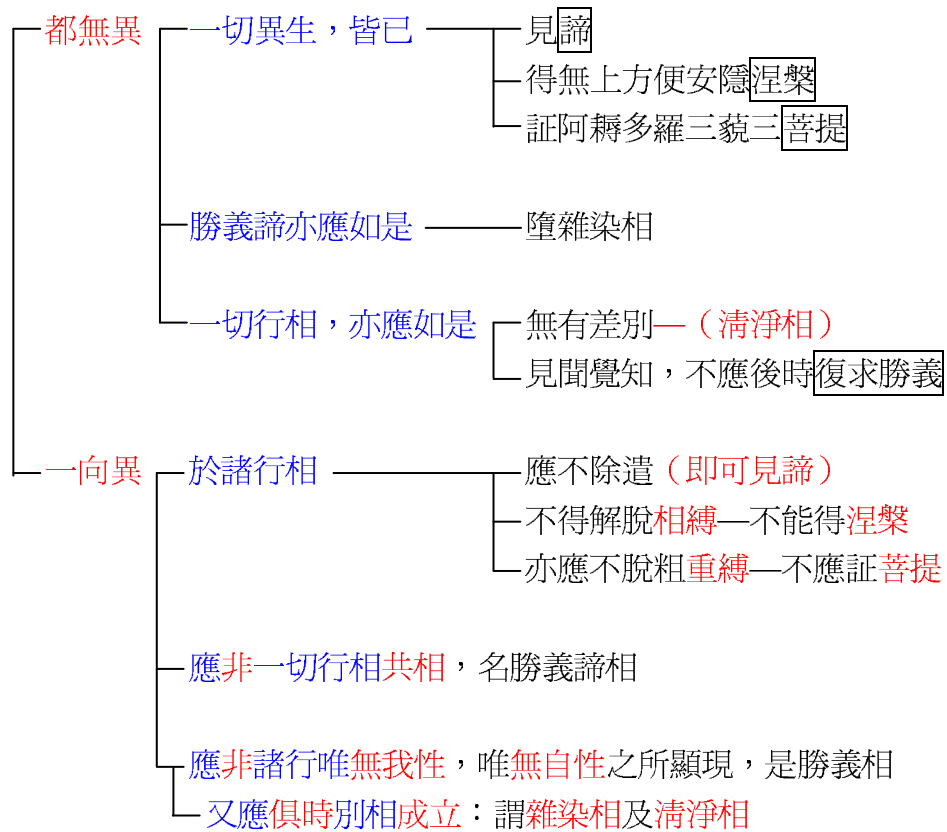 都無異 一切異生，皆已 見諦
得無上方便安隱涅槃
証阿耨多羅三藐三菩提
勝義諦亦應如是 墮雜染相
一切行相，亦應如是 無有差別—（清淨相）
見聞覺知，不應後時復求勝義
一向異 於諸行相 應不除遣（即可見諦）
不得解脫相縛—不能得涅槃
亦應不脫粗重縛—不應証菩提
應非一切行相共相，名勝義諦相
應非諸行唯無我性，唯無自性之所顯現，是勝義相
又應俱時別相成立：謂雜染相及清淨相